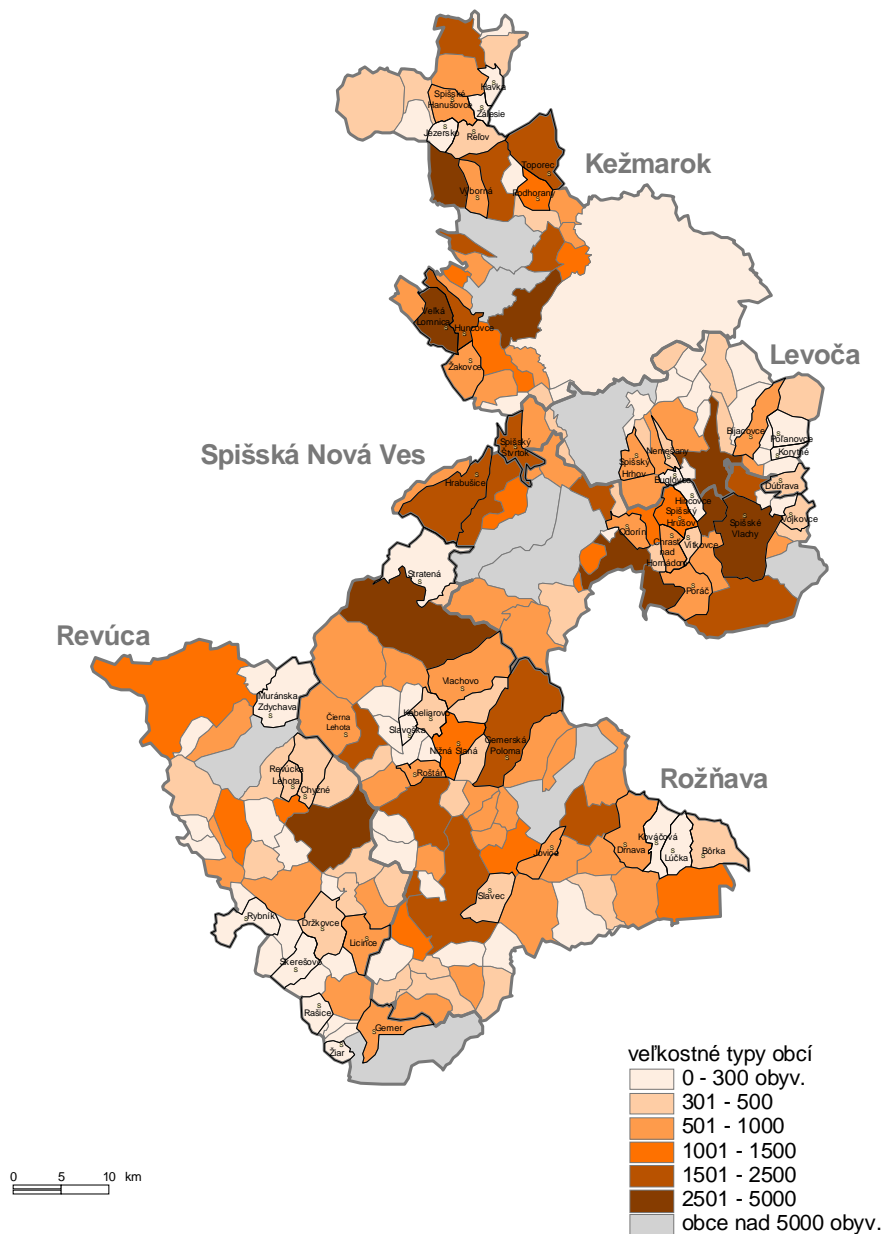 Havka
Spišské
Hanušovce
Zálesie
Jezersko
Reľov
Toporec
Kežmarok
Výborná
Podhorany
Veľká
Lomnica
Huncovce
Žakovce
Levoča
Spišská Nová Ves
Spišský
Štvrtok
Hrabušice
Bijacovce
Poľanovce
Korytné
Nemešany
Spišský
Hrhov
Buglovce
Dúbrava
Hincovce
Spišský
Hrušov
Spišské
Vlachy
Vojkovce
Odorín
Chrasť
nad
Hornádom
Vítkovce
Poráč
Stratená
Revúca
Muránska
Zdychava
Vlachovo
Kobeliarovo
Čierna
Lehota
Slavoška
Nižná Slaná
Gemerská
Poloma
Roštár
Rožňava
Revúcka
Lehota
Chyžné
Kováčová
Lúčka
Bôrka
Drnava
Jovice
Slavec
Rybník
Držkovce
Licince
Skerešovo
Rašice
Gemer
Žiar
veľkostné typy obcí
0 - 300 obyv.
301 - 500
501 - 1000
1001 - 1500
1501 - 2500
2501 - 5000
obce nad 5000 obyv.
0 5 10 km